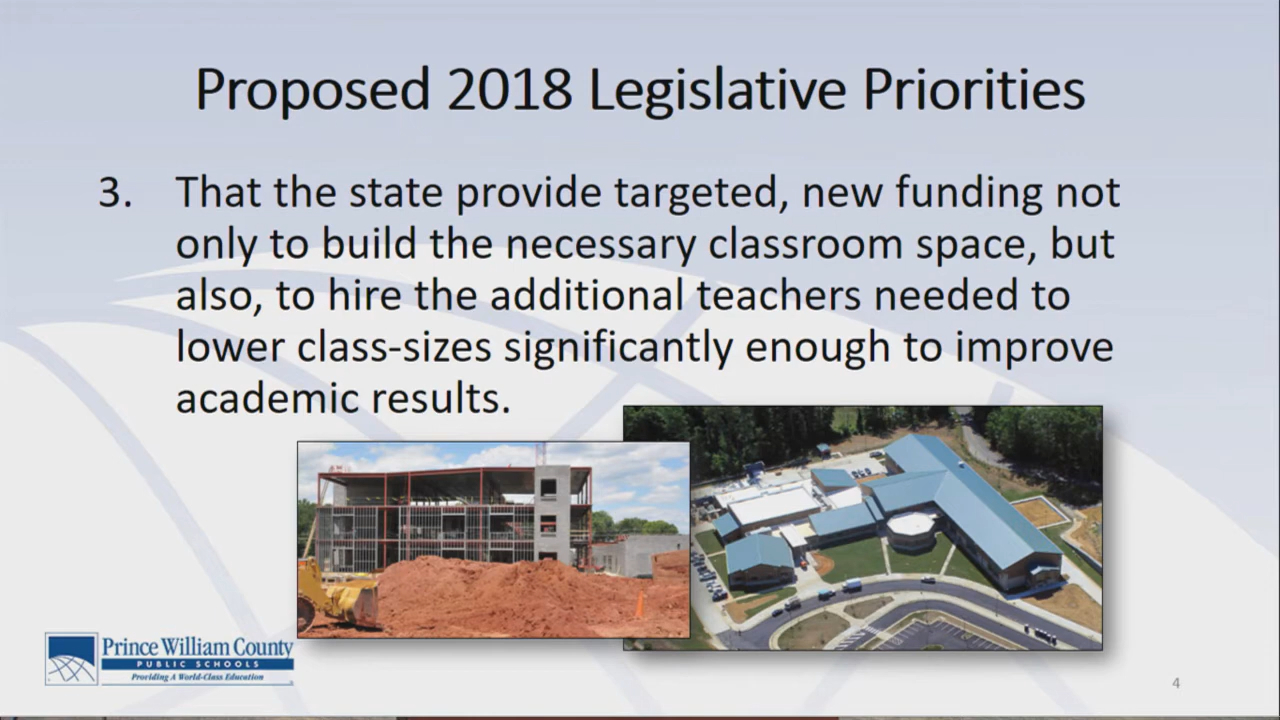 Proposed 2018 Legislative Priorities
3. That the state provide targeted, new funding not
only to build the necessary classroom space, but
also, to hire the additional teachers needed to
lower class-sizes significantly enough to improve
academic results.
Prince William County
PUBLIC SCHOOLS
Providing A World-Class Education
4